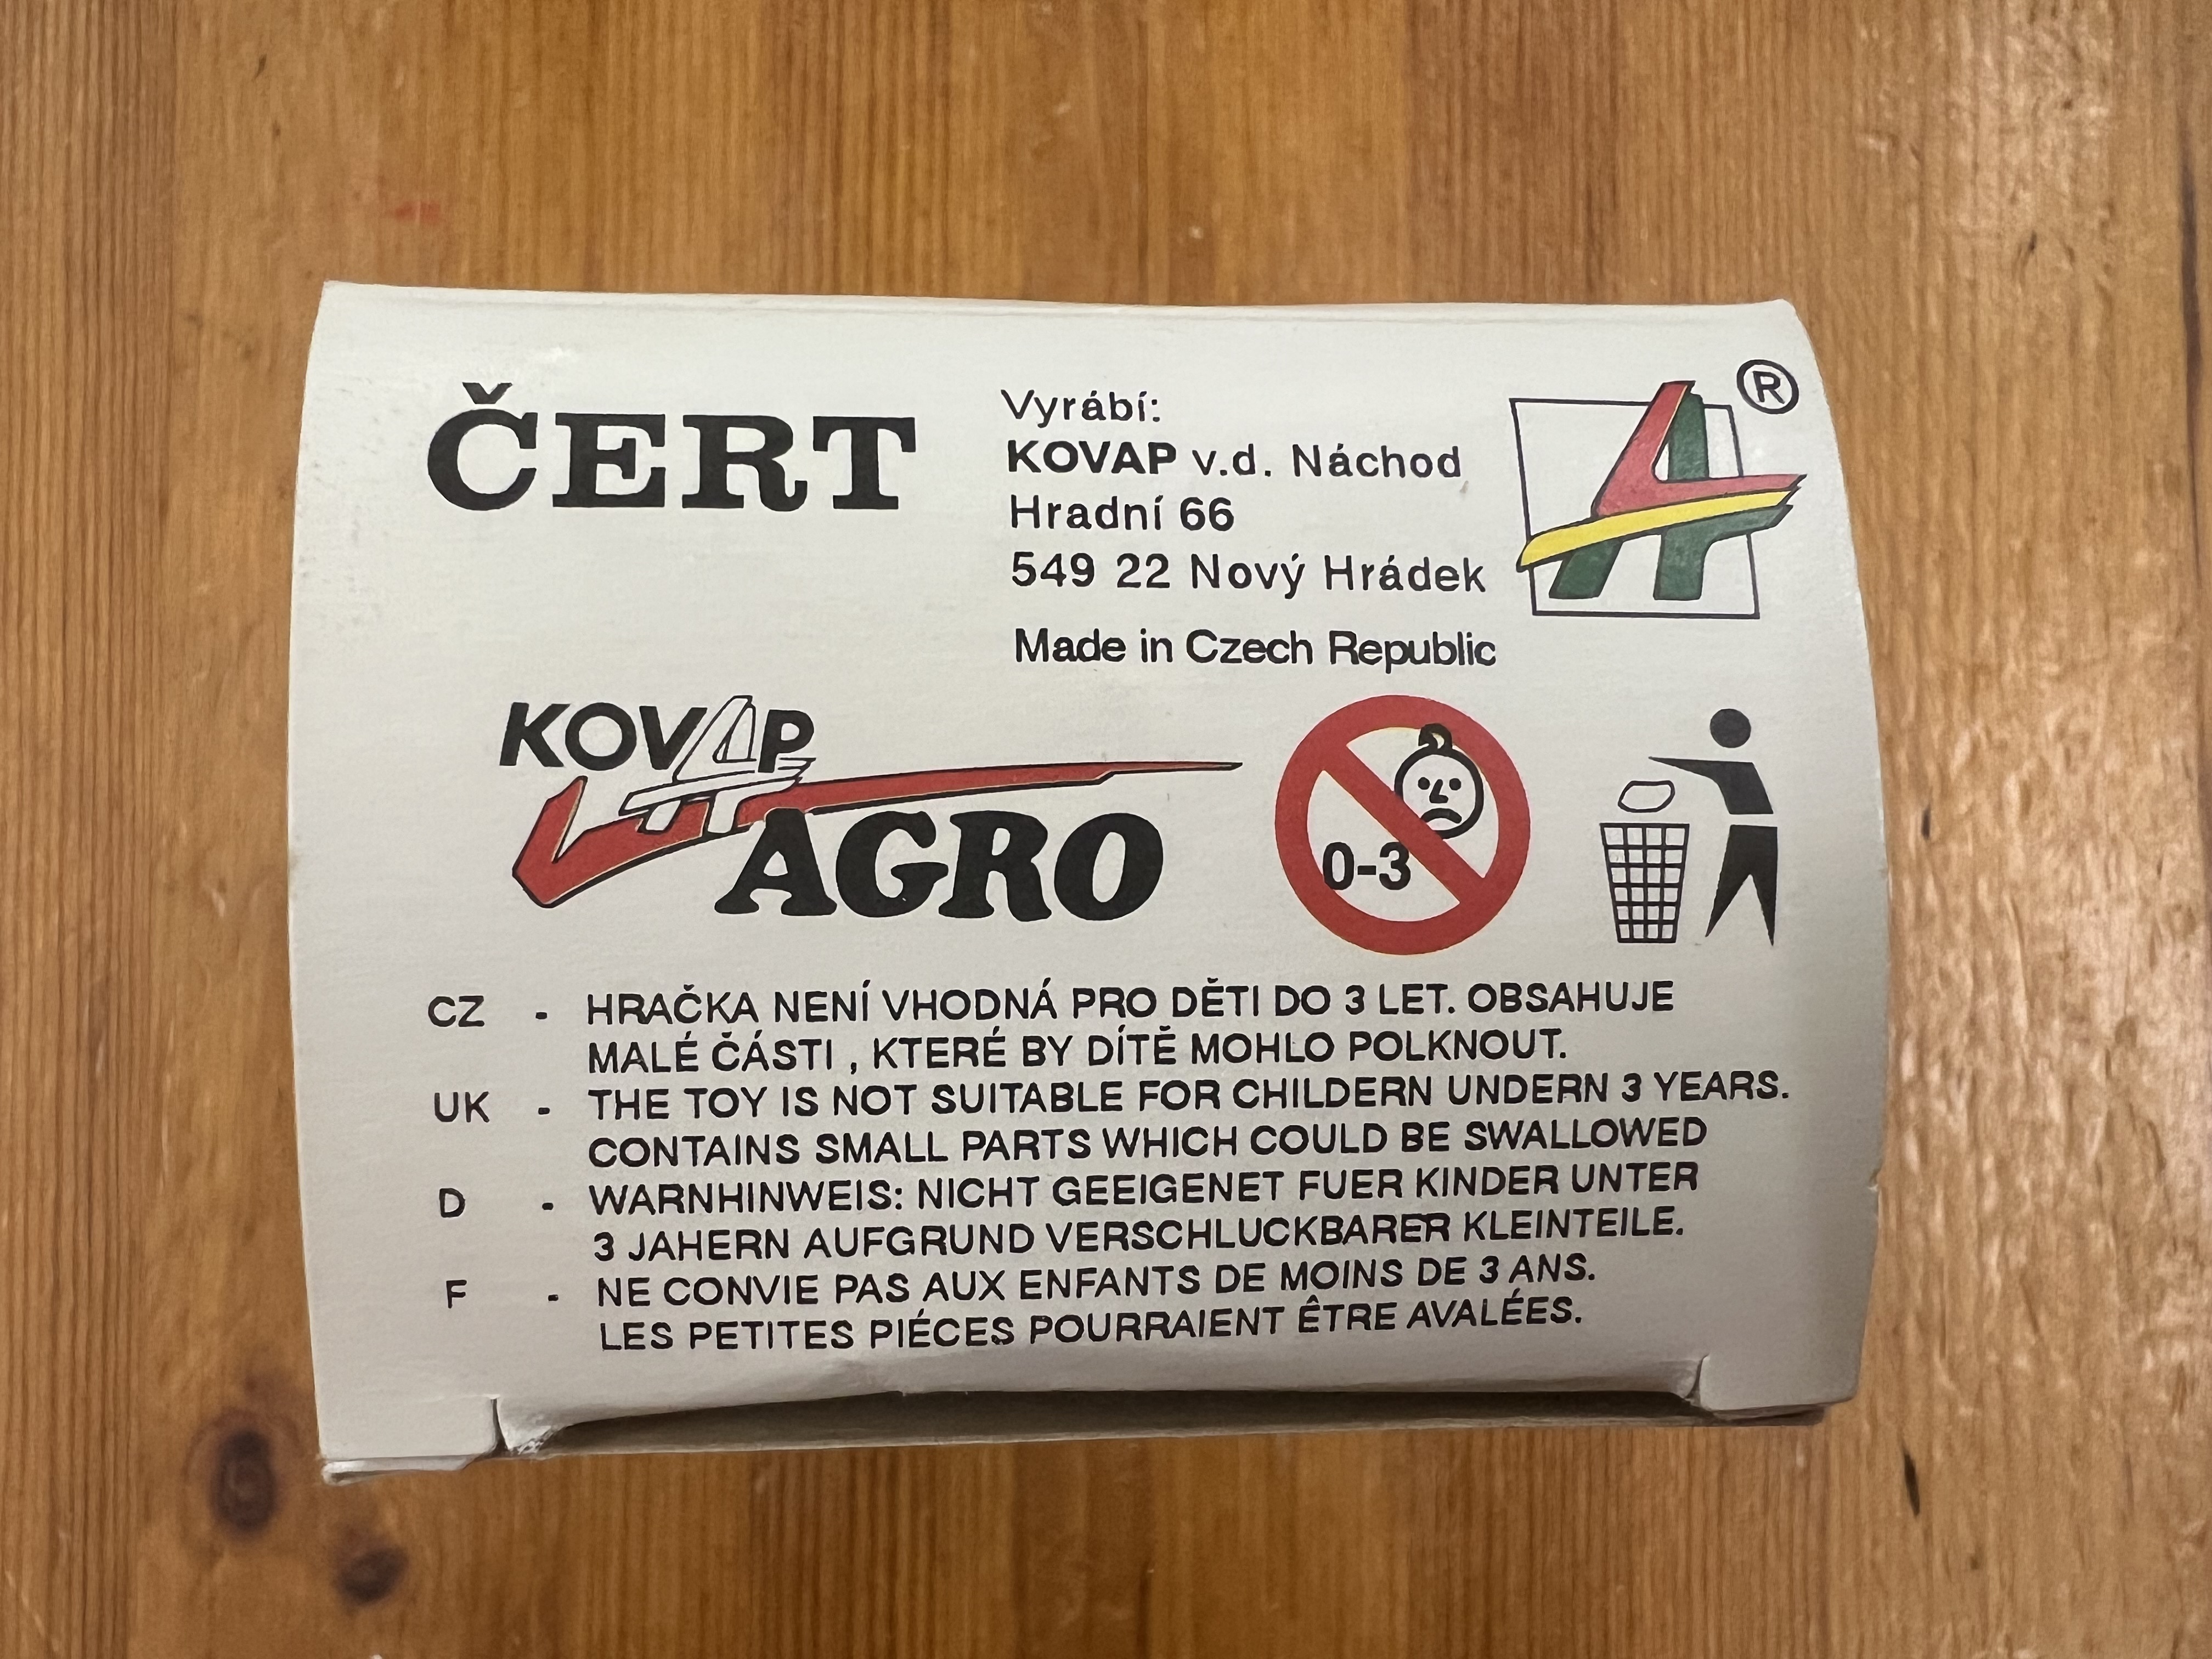 ČERT
Vyrábí:
KOVAP v.d. Náchod
Hradní 66
549 22 Nový Hrádek
Made in Czech Republic
®
KOVAP
AGRO
0-3
CZ - HRAČKA NENÍ VHODNÁ PRO DĚTI DO 3 LET. OBSAHUJE
MALÉ ČÁSTI , KTERÉ BY DÍTĚ MOHLO POLKNOUT.
UK - THE TOY IS NOT SUITABLE FOR CHILDERN UNDERN 3 YEARS.
CONTAINS SMALL PARTS WHICH COULD BE SWALLOWED
D - WARNHINWEIS: NICHT GEEIGENET FUER KINDER UNTER
3 JAHERN AUFGRUND VERSCHLUCKBARER KLEINTEILE.
F - NE CONVIE PAS AUX ENFANTS DE MOINS DE 3 ANS.
LES PETITES PIÉCES POURRAIENT ÊTRE AVALÉES.